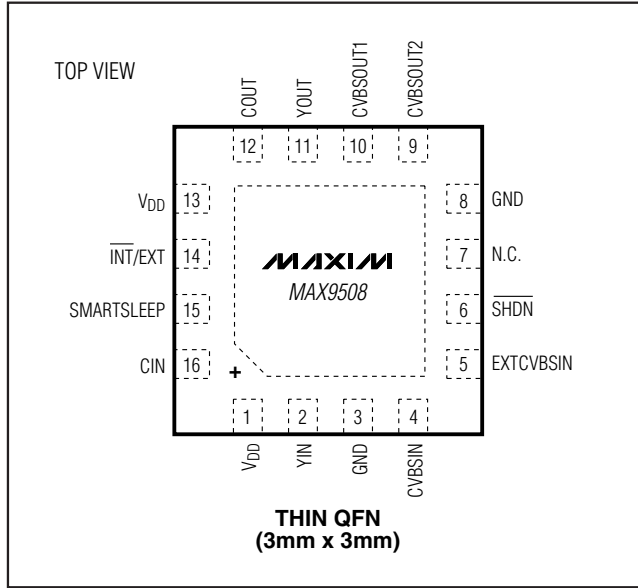 TOP VIEW
COUT
YOUT
CVBSOUT1
CVBSOUT2
12 11 10 9
VDD 13
INT/EXT 14
SMARTSLEEP 15
CIN 16
8 GND
7 N.C.
6 SHDN
5 EXTCVBSIN
MAXIM
MAX9508
+
1 2 3 4
VDD
YIN
GND
CVBSIN
THIN QFN
(3mm x 3mm)